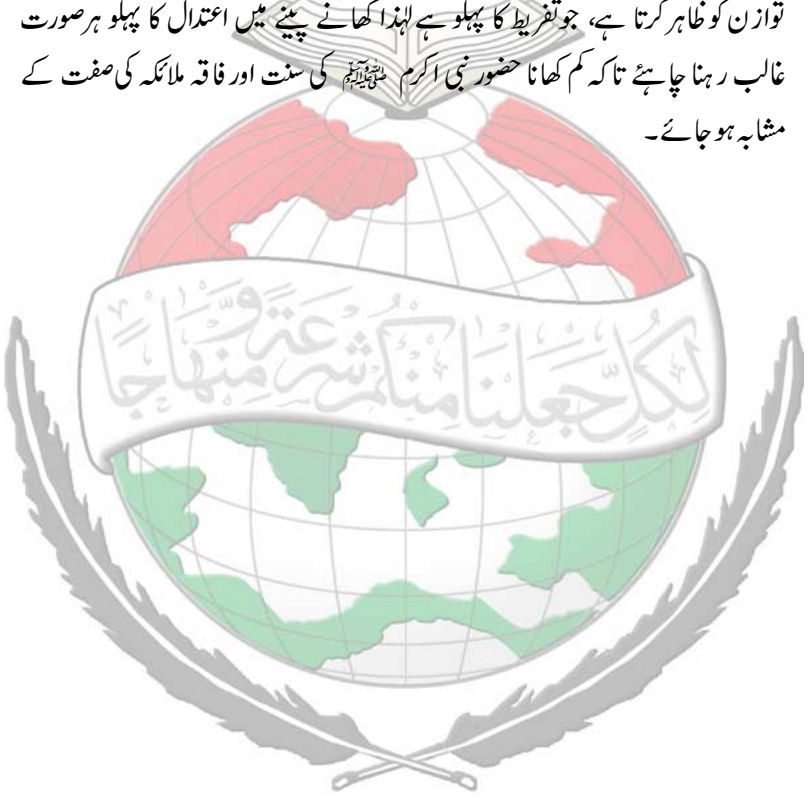 توازن کو ظاہر کرتا ہے، جو تفریط کا پہلو ہے لہٰذا کھانے پینے میں اعتدال کا پہلو ہر صورت
غالب رہنا چاہئے تاکہ کم کھانا حضور نبی اکرم ﷺ کی سنت اور فاقہ ملائکہ کی صفت کے
مشابہ ہو جائے۔
لِكُلٍّ جَعَلْنَا مِنكُمْ شِرْعَةً وَّمِنْهَاجًا